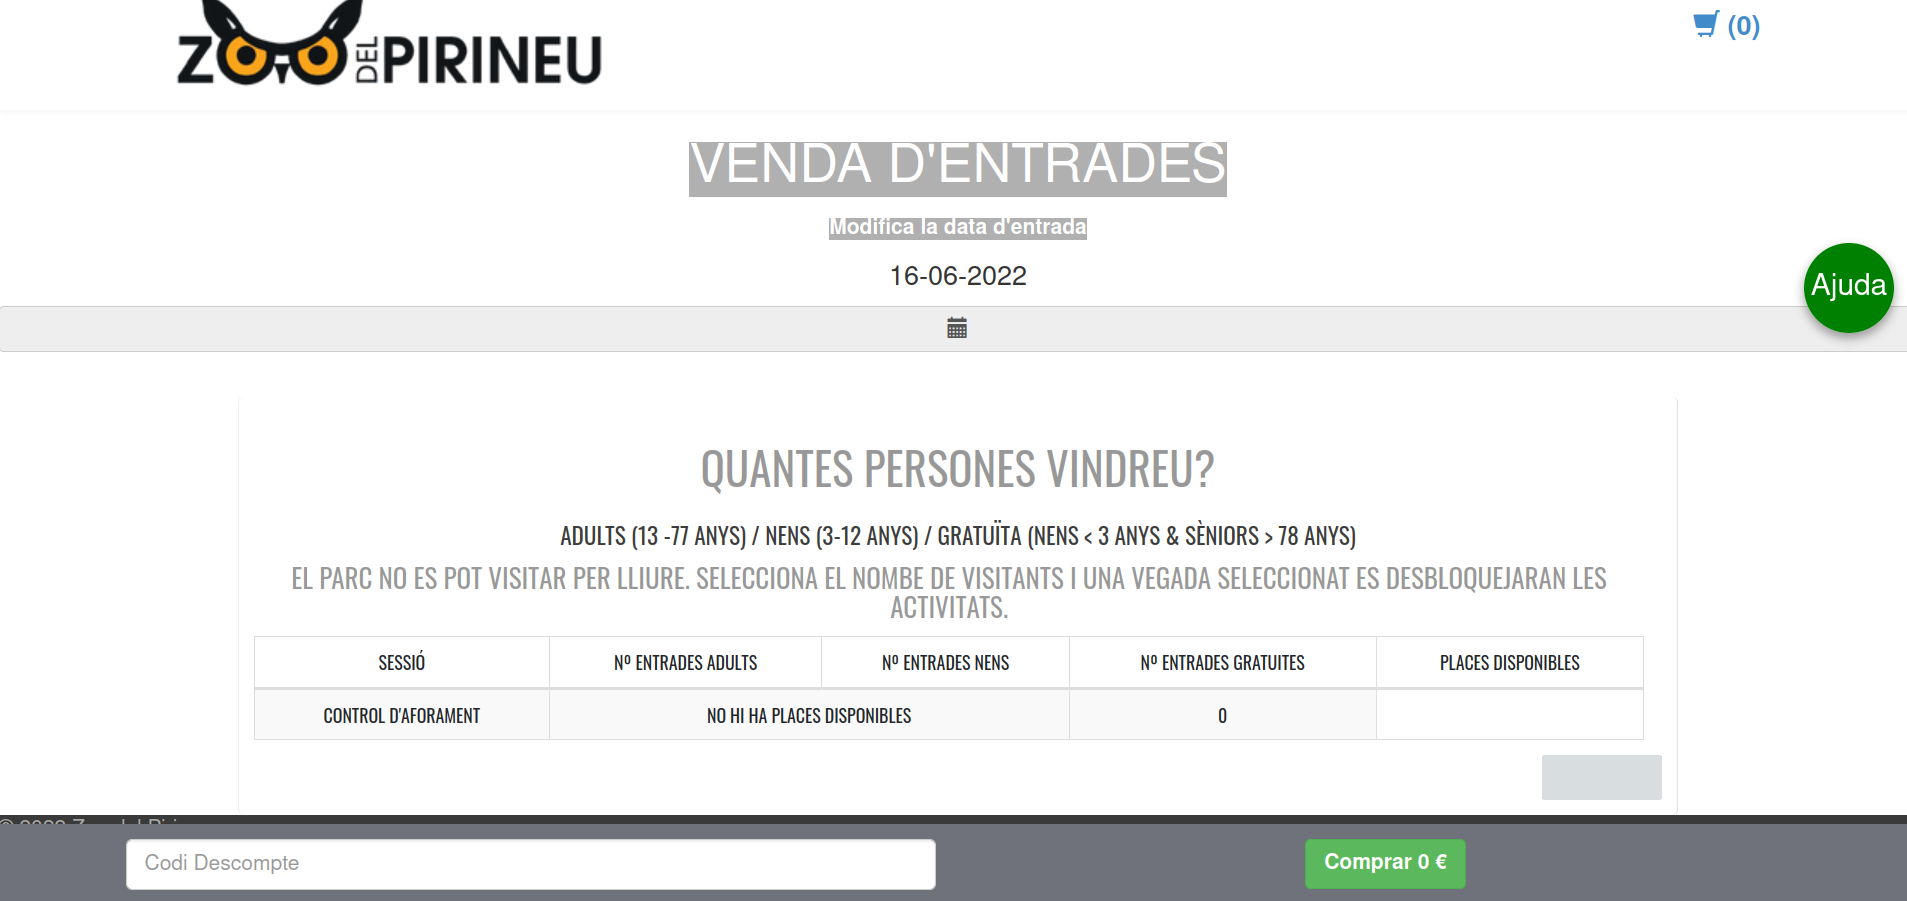 ZOO DEL PIRINEU
(0)
VENDA D'ENTRADES
Modifica la data d'entrada
16-06-2022
Ajuda
QUANTES PERSONES VINDREU?
ADULTS (13 -77 ANYS) / NENS (3-12 ANYS) / GRATUÏTA (NENS < 3 ANYS & SÈNIORS > 78 ANYS)
EL PARC NO ES POT VISITAR PER LLIURE. SELECCIONA EL NOMBRE DE VISITANTS I UNA VEGADA SELECCIONAT ES DESBLOQUEJARAN LES
ACTIVITATS.
SESSIÓ Nº ENTRADES ADULTS Nº ENTRADES NENS Nº ENTRADES GRATUITES PLACES DISPONIBLES
CONTROL D'AFORAMENT NO HI HA PLACES DISPONIBLES 0
Codi Descompte Comprar 0 €